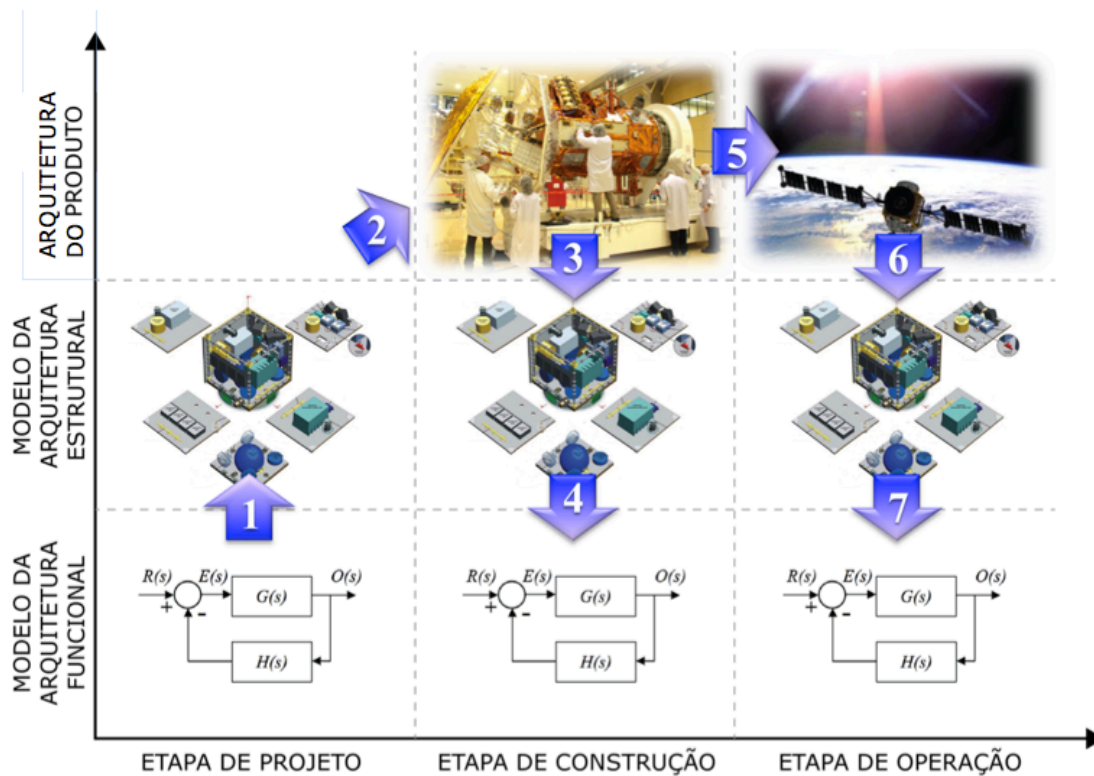 ARQUITETURA
DO PRODUTO
2
3
5
6
MODELO DA
ARQUITETURA
ESTRUTURAL
1
4
7
MODELO DA
ARQUITETURA
FUNCIONAL
R(s)
E(s)
O(s)
+
-
G(s)
H(s)
R(s)
E(s)
O(s)
+
-
G(s)
H(s)
R(s)
E(s)
O(s)
+
-
G(s)
H(s)
ETAPA DE PROJETO
ETAPA DE CONSTRUÇÃO
ETAPA DE OPERAÇÃO